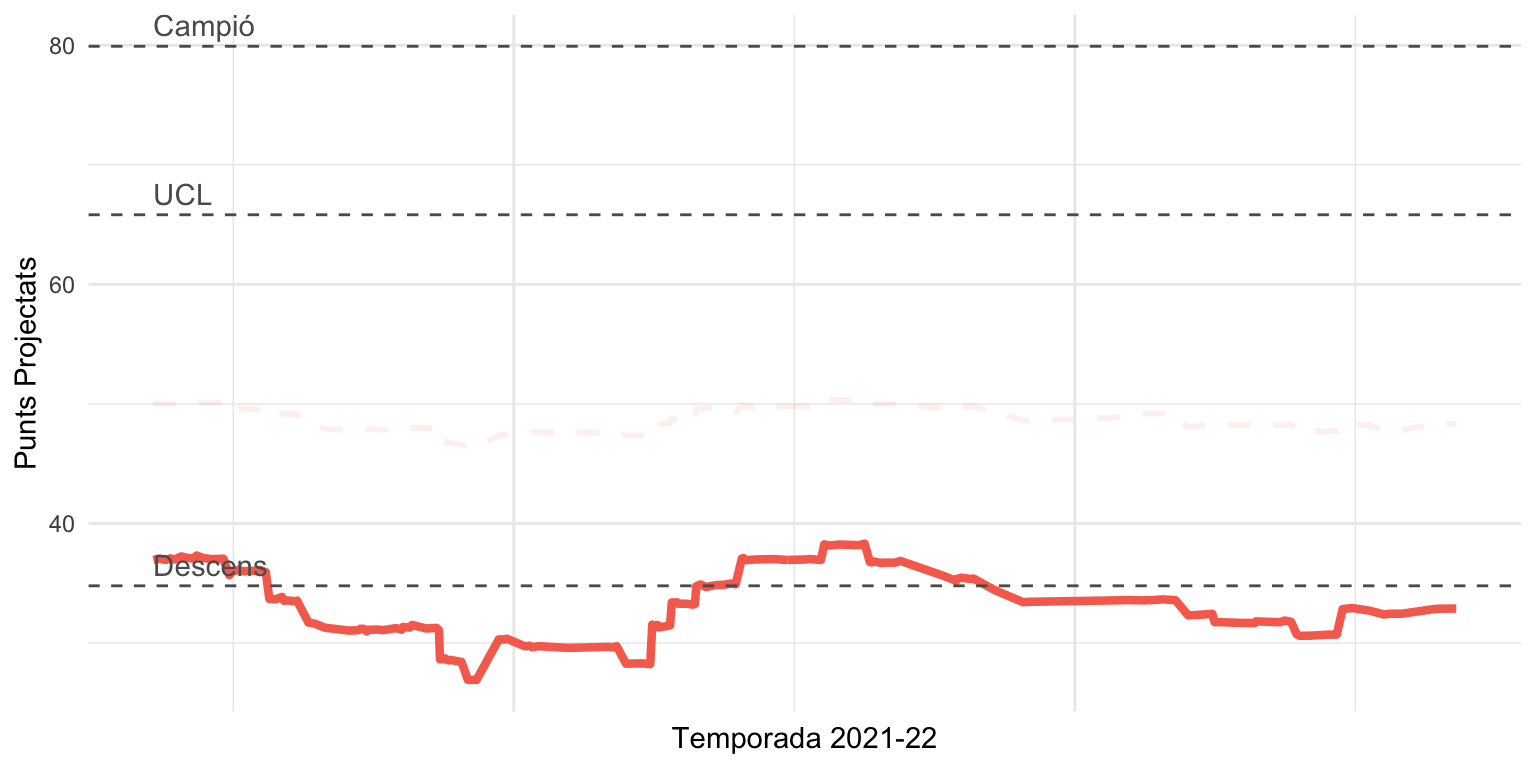 Campió
80
UCL
60
Punts Projectats
40
Descens
Temporada 2021-22